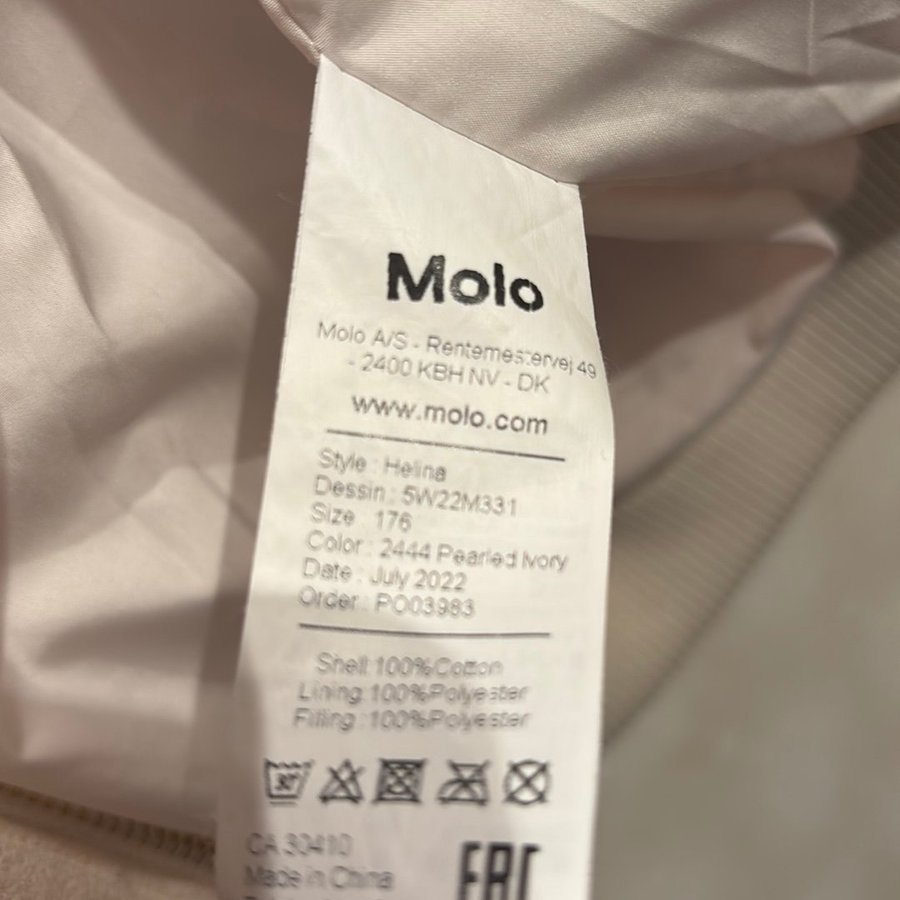 Molo
Molo A/S - Rentemestervej 49
- 2400 KBH NV - DK
www.molo.com
Style : Helina
Dessin : 5W22M331
Size : 176
Color : 2444 Pearled Ivory
Date : July 2022
Order : PO03983
Shell:100%Cotton
Lining:100%Polyester
Filling:100%Polyester
30°
CA 30410
Made in China
EAC